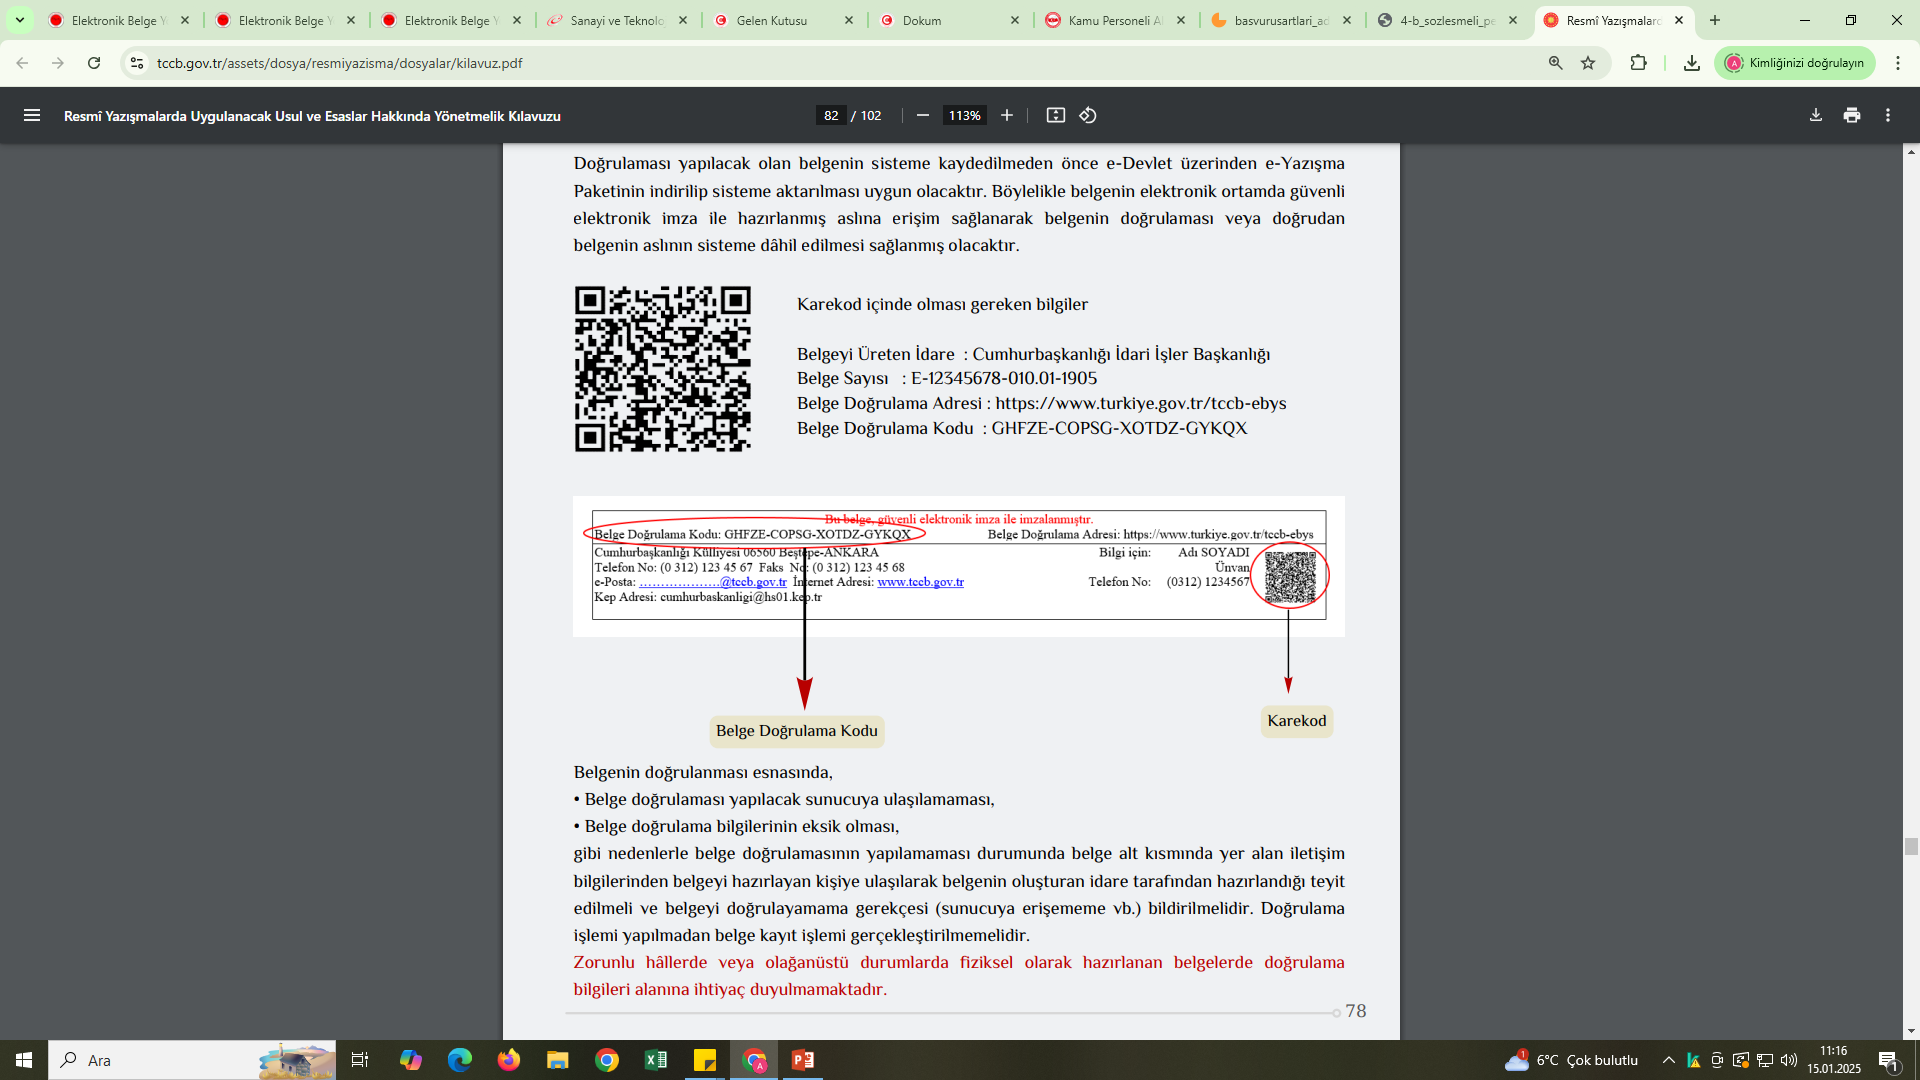 Elektronik Belge Y
Elektronik Belge Y
Elektronik Belge Y
Sanayi ve Teknolo
Gelen Kutusu
Dokum
Kamu Personeli Al
basvurusartlari_ad
4-b_sozlesmeli_pe
Resmî Yazışmalard
tccb.gov.tr/assets/dosya/resmiyazisma/dosyalar/kilavuz.pdf
Kimliğinizi doğrulayın
Resmî Yazışmalarda Uygulanacak Usul ve Esaslar Hakkında Yönetmelik Kılavuzu
82 / 102
113%
Doğrulaması yapılacak olan belgenin sisteme kaydedilmeden önce e-Devlet üzerinden e-Yazışma
Paketinin indirilip sisteme aktarılması uygun olacaktır. Böylelikle belgenin elektronik ortamda güvenli
elektronik imza ile hazırlanmış aslına erişim sağlanarak belgenin doğrulaması veya doğrudan
belgenin aslının sisteme dâhil edilmesi sağlanmış olacaktır.
Karekod içinde olması gereken bilgiler
Belgeyi Üreten İdare : Cumhurbaşkanlığı İdari İşler Başkanlığı
Belge Sayısı : E-12345678-010.01-1905
Belge Doğrulama Adresi : https://www.turkiye.gov.tr/tccb-ebys
Belge Doğrulama Kodu : GHFZE-COPSG-XOTDZ-GYKQX
Bu belge, güvenli elektronik imza ile imzalanmıştır.
Belge Doğrulama Kodu: GHFZE-COPSG-XOTDZ-GYKQX
Belge Doğrulama Adresi: https://www.turkiye.gov.tr/tccb-ebys
Cumhurbaşkanlığı Külliyesi 06560 Beştepe-ANKARA
Bilgi için: Adı SOYADI
Telefon No: (0 312) 123 45 67 Faks No: (0 312) 123 45 68
Ünvan
e-Posta: ....................@tccb.gov.tr İnternet Adresi: www.tccb.gov.tr
Telefon No: (0312) 1234567
Kep Adresi: cumhurbaskanligi@hs01.kep.tr
Belge Doğrulama Kodu
Karekod
Belgenin doğrulanması esnasında,
• Belge doğrulaması yapılacak sunucuya ulaşılamaması,
• Belge doğrulama bilgilerinin eksik olması,
gibi nedenlerle belge doğrulamasının yapılamaması durumunda belge alt kısmında yer alan iletişim
bilgilerinden belgeyi hazırlayan kişiye ulaşılarak belgenin oluşturan idare tarafından hazırlandığı teyit
edilmeli ve belgeyi doğrulayamama gerekçesi (sunucuya erişememe vb.) bildirilmelidir. Doğrulama
işlemi yapılmadan belge kayıt işlemi gerçekleştirilmemelidir.
Zorunlu hâllerde veya olağanüstü durumlarda fiziksel olarak hazırlanan belgelerde doğrulama
bilgileri alanına ihtiyaç duyulmamaktadır.
78
Ara
1
6°C Çok bulutlu
11:16
15.01.2025
1